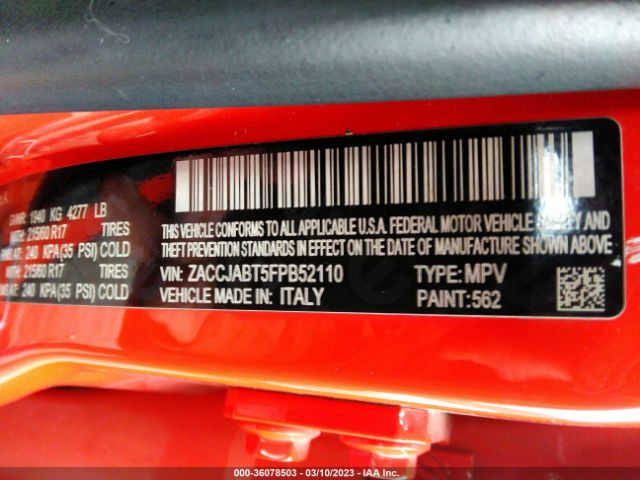 1940 KG 4277 LB
215/60 R17 TIRES
AT: 240 KPA(35 PSI) COLD
215/60 R17 TIRES
AT: 240 KPA(35 PSI) COLD
THIS VEHICLE CONFORMS TO ALL APPLICABLE U.S.A. FEDERAL MOTOR VEHICLE SAFETY AND
THEFT PREVENTION STANDARDS IN EFFECT ON THE DATE OF MANUFACTURE SHOWN ABOVE
VIN: ZACCJABT5FPB52110 TYPE: MPV
VEHICLE MADE IN: ITALY PAINT: 562
000-36078503 — 03/10/2023 — IAA Inc.